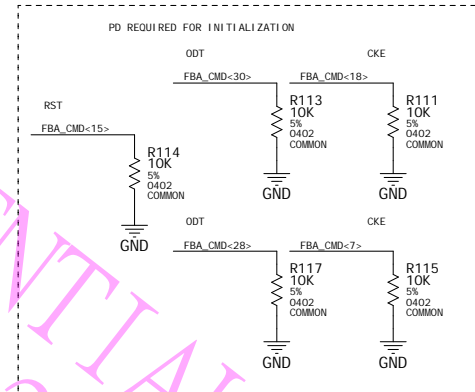 PD REQUIRED FOR INITIALIZATION
ODT
CKE
FBA_CMD<30>
FBA_CMD<18>
RST
R113
10K
5%
0402
COMMON
R111
10K
5%
0402
COMMON
FBA_CMD<15>
R114
10K
5%
0402
COMMON
GND
GND
GND
ODT
CKE
FBA_CMD<28>
FBA_CMD<7>
R117
10K
5%
0402
COMMON
R115
10K
5%
0402
COMMON
GND
GND
ENTIAL